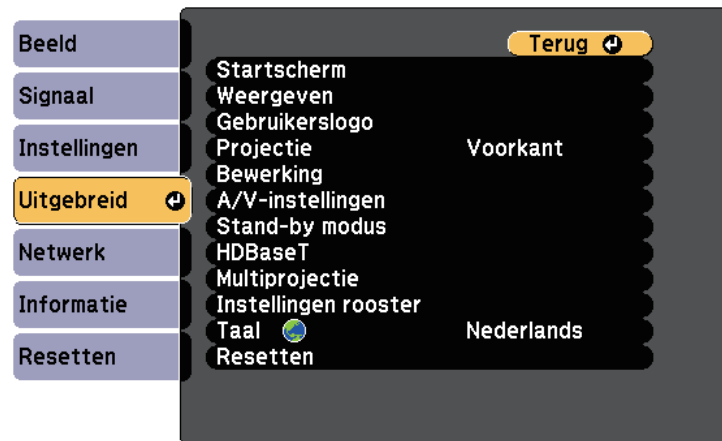 Beeld
Signaal
Instellingen
Uitgebreid
Netwerk
Informatie
Resetten
Terug
Startscherm
Weergeven
Gebruikerslogo
Projectie Voorkant
Bewerking
A/V-instellingen
Stand-by modus
HDBaseT
Multiprojectie
Instellingen rooster
Taal Nederlands
Resetten